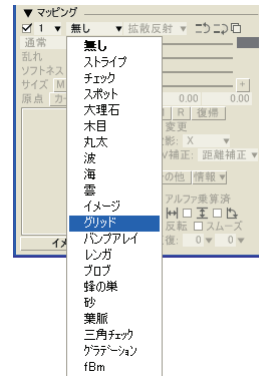 ▼ マッピング
1 ▼ 無し ▼ 拡散反射 ▼
通常
乱れ
ソフトネス
サイズ M +
原点 カー 0.00 0.00
R 復帰
変更
影: X ▼
補正: 距離補正 ▼
の他 情報 ▼
アルファ乗算済
反転 スムーズ
復: 0 ▼ 0 ▼
イメ
無し
ストライプ
チェック
スポット
大理石
木目
丸太
波
海
雲
イメージ
グリッド
バンプアレイ
レンガ
ブロブ
蜂の巣
砂
葉脈
三角チェック
グラデーション
fBm